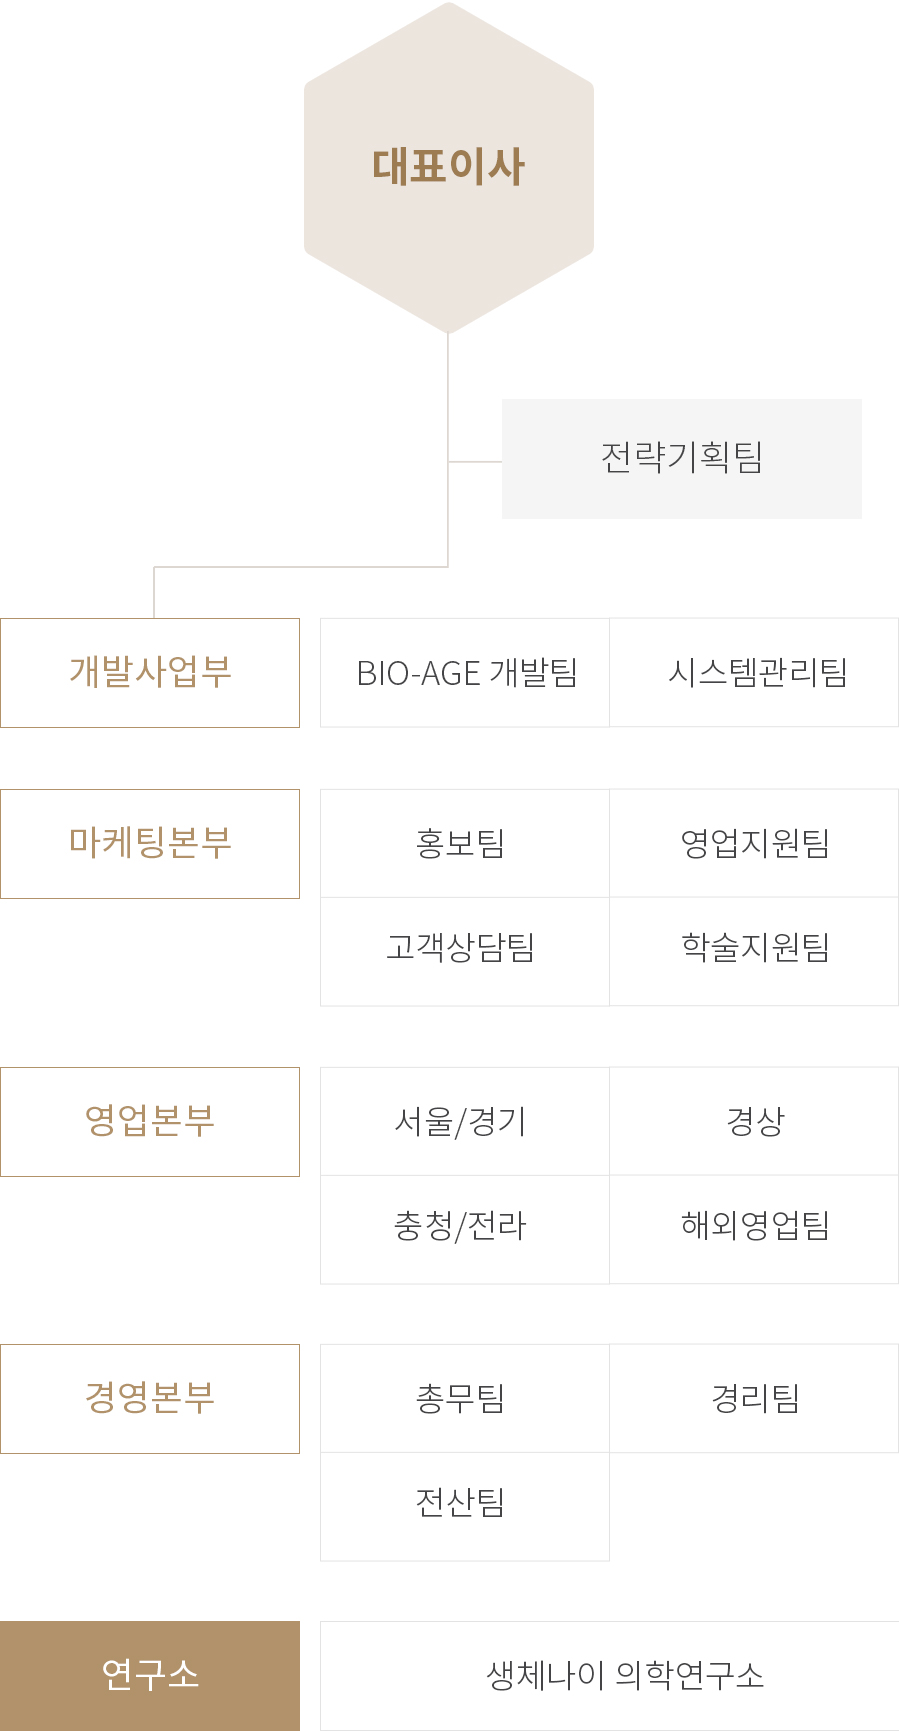 대표이사
전략기획팀
개발사업부
BIO-AGE 개발팀
시스템관리팀
마케팅본부
홍보팀
영업지원팀
고객상담팀
학술지원팀
영업본부
서울/경기
경상
충청/전라
해외영업팀
경영본부
총무팀
경리팀
전산팀
연구소
생체나이 의학연구소